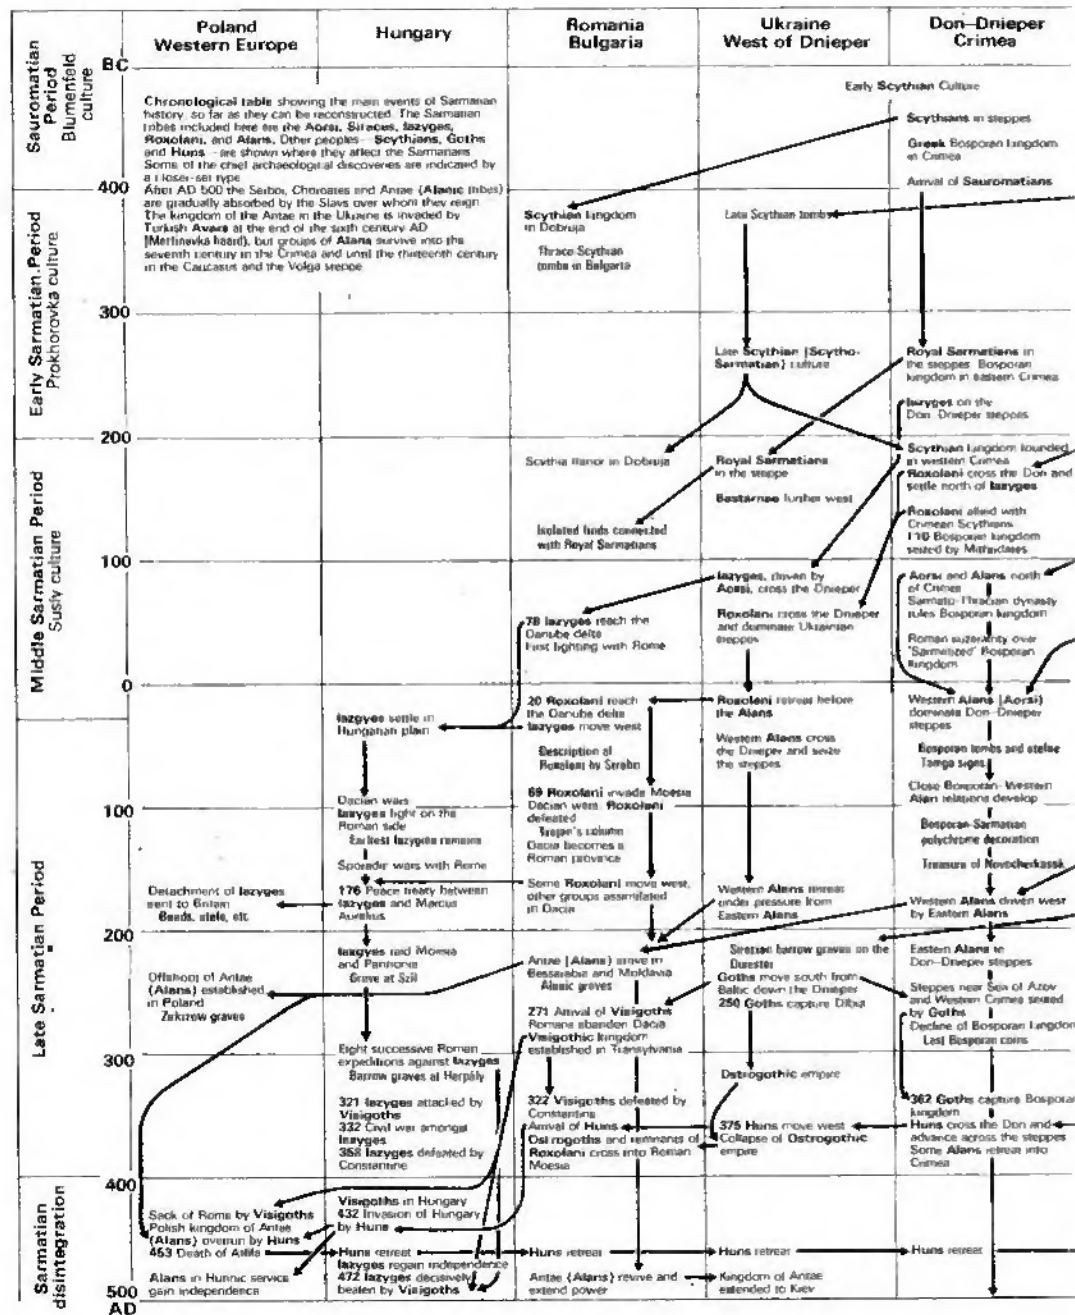 Poland
Western Europe
Hungary
Romania
Bulgaria
Ukraine
West of Dnieper
Don–Dnieper
Crimea
Sauromatian
Period
Blumenfeld
culture
Early Sarmatian Period
Prokhorovka culture
Middle Sarmatian Period
Susly culture
Late Sarmatian Period
Sarmatian
disintegration
BC
400
300
200
100
0
100
200
300
400
500
AD
Chronological table showing the main events of Sarmatian
history, so far as they can be reconstructed. The Sarmatian
tribes included here are the Aorsi, Siraces, Iazyges,
Roxolani, and Alans. Other peoples – Scythians, Goths
and Huns – are shown where they affect the Sarmatians
Some of the chief archaeological discoveries are indicated by
a closer-set type
After AD 500 the Serboi, Choroates and Antae (Alanic tribes)
are gradually absorbed by the Slavs over whom they reign
The kingdom of the Antae in the Ukraine is invaded by
Turkish Avars at the end of the sixth century AD
(Martinovka hoard), but groups of Alans survive into the
seventh century in the Crimea and until the thirteenth century
in the Caucasus and the Volga steppe
Detachment of Iazyges
sent to Britain
Beads, stele, etc.
Offshoot of Antae
(Alans) established
in Poland
Zakrzow graves
Sack of Rome by Visigoths
Polish kingdom of Antae
(Alans) overrun by Huns
453 Death of Attila
Alans in Hunnic service
gain independence
Iazgyes settle in
Hungarian plain
Dacian wars
Iazyges fight on the
Roman side
Earliest Iazygian remains
Sporadic wars with Rome
176 Peace treaty between
Iazyges and Marcus
Aurelius
Iazyges raid Moesia
and Pannonia
Grave at Szil
Eight successive Roman
expeditions against Iazyges
Barrow graves at Herpály
321 Iazyges attacked by
Visigoths
332 Civil war amongst
Iazyges
358 Iazyges defeated by
Constantine
Visigoths in Hungary
432 Invasion of Hungary
by Huns
Huns retreat
Iazyges regain independence
472 Iazyges decisively
beaten by Visigoths
Scythian kingdom
in Dobruja
Thraco-Scythian
tombs in Bulgaria
Scythia minor in Dobruja
Isolated finds connected
with Royal Sarmatians
78 Iazyges reach the
Danube delta
First fighting with Rome
20 Roxolani reach
the Danube delta
Iazyges move west
Description of
Roxolani by Strabo
69 Roxolani invade Moesia
Dacian wars Roxolani
defeated
Trajan's column
Dacia becomes a
Roman province
Some Roxolani move west,
other groups assimilated
in Dacia
Antae (Alans) arrive in
Bessarabia and Moldavia
Alanic graves
271 Arrival of Visigoths
Romans abandon Dacia
Visigothic kingdom
established in Transylvania
322 Visigoths defeated by
Constantine
Arrival of Huns
Ostrogoths and remnants of
Roxolani cross into Roman
Moesia
Huns retreat
Antae (Alans) revive and
extend power
Late Scythian tombs
Late Scythian (Scytho-
Sarmatian) culture
Royal Sarmatians
in the steppe
Bastarnae further west
Iazyges, driven by
Aorsi, cross the Dnieper
Roxolani cross the Dnieper
and dominate Ukrainian
steppes
Roxolani retreat before
the Alans
Western Alans cross
the Dnieper and seize
the steppes
Western Alans retreat
under pressure from
Eastern Alans
barrow graves on the
Goths move south from
Baltic down the Dnieper
250 Goths capture Olbia
Ostrogothic empire
375 Huns move west
Collapse of Ostrogothic
empire
Huns retreat
Kingdom of Antae
extended to Kiev
Early Scythian Culture
Scythians in steppes
Greek Bosporan kingdom
in Crimea
Arrival of Sauromatians
Royal Sarmatians in
the steppes Bosporan
kingdom in eastern Crimea
Iazyges on the
Don–Dnieper steppes
Scythian kingdom founded
in western Crimea
Roxolani cross the Don and
settle north of Iazyges
Roxolani allied with
Crimean Scythians
110 Bosporan kingdom
seized by Mithridates
Aorsi and Alans north
of Crimea
Sarmato-Thracian dynasty
rules Bosporan kingdom
Roman suzerainty over
'Sarmatized' Bosporan
kingdom
Western Alans (Aorsi)
dominate Don–Dnieper
steppes
Bosporan tombs and stelae
Tamga signs
Close Bosporan–Western
Alan relations develop
Bosporan-Sarmatian
polychrome decoration
Treasure of Novocherkassk
Western Alans driven west
by Eastern Alans
Eastern Alans in
Don–Dnieper steppes
Steppes near Sea of Azov
and Western Crimea seized
by Goths
Decline of Bosporan kingdom
Last Bosporan coins
362 Goths capture Bosporan
kingdom
Huns cross the Don and
advance across the steppes
Some Alans retreat into
Crimea
Huns retreat